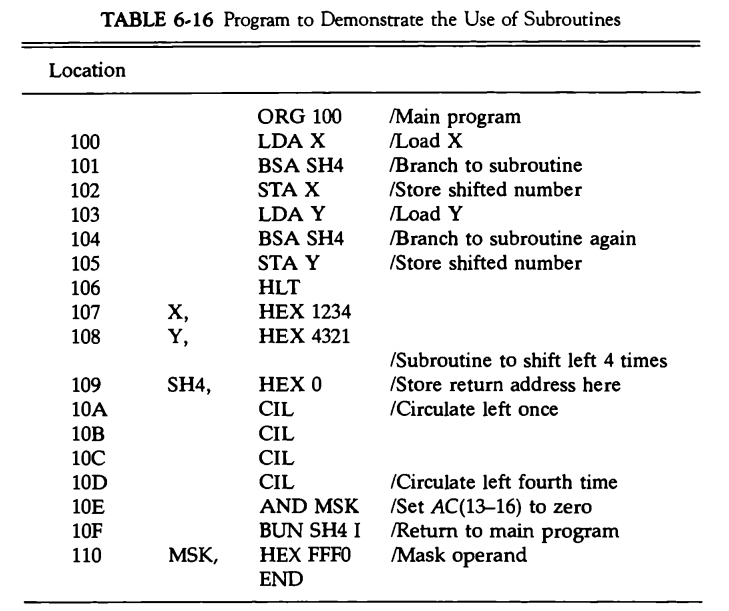 TABLE 6-16 Program to Demonstrate the Use of Subroutines
Location
ORG 100 /Main program
100 LDA X /Load X
101 BSA SH4 /Branch to subroutine
102 STA X /Store shifted number
103 LDA Y /Load Y
104 BSA SH4 /Branch to subroutine again
105 STA Y /Store shifted number
106 HLT
107 X, HEX 1234
108 Y, HEX 4321
/Subroutine to shift left 4 times
109 SH4, HEX 0 /Store return address here
10A CIL /Circulate left once
10B CIL
10C CIL
10D CIL /Circulate left fourth time
10E AND MSK /Set AC(13–16) to zero
10F BUN SH4 I /Return to main program
110 MSK, HEX FFF0 /Mask operand
END